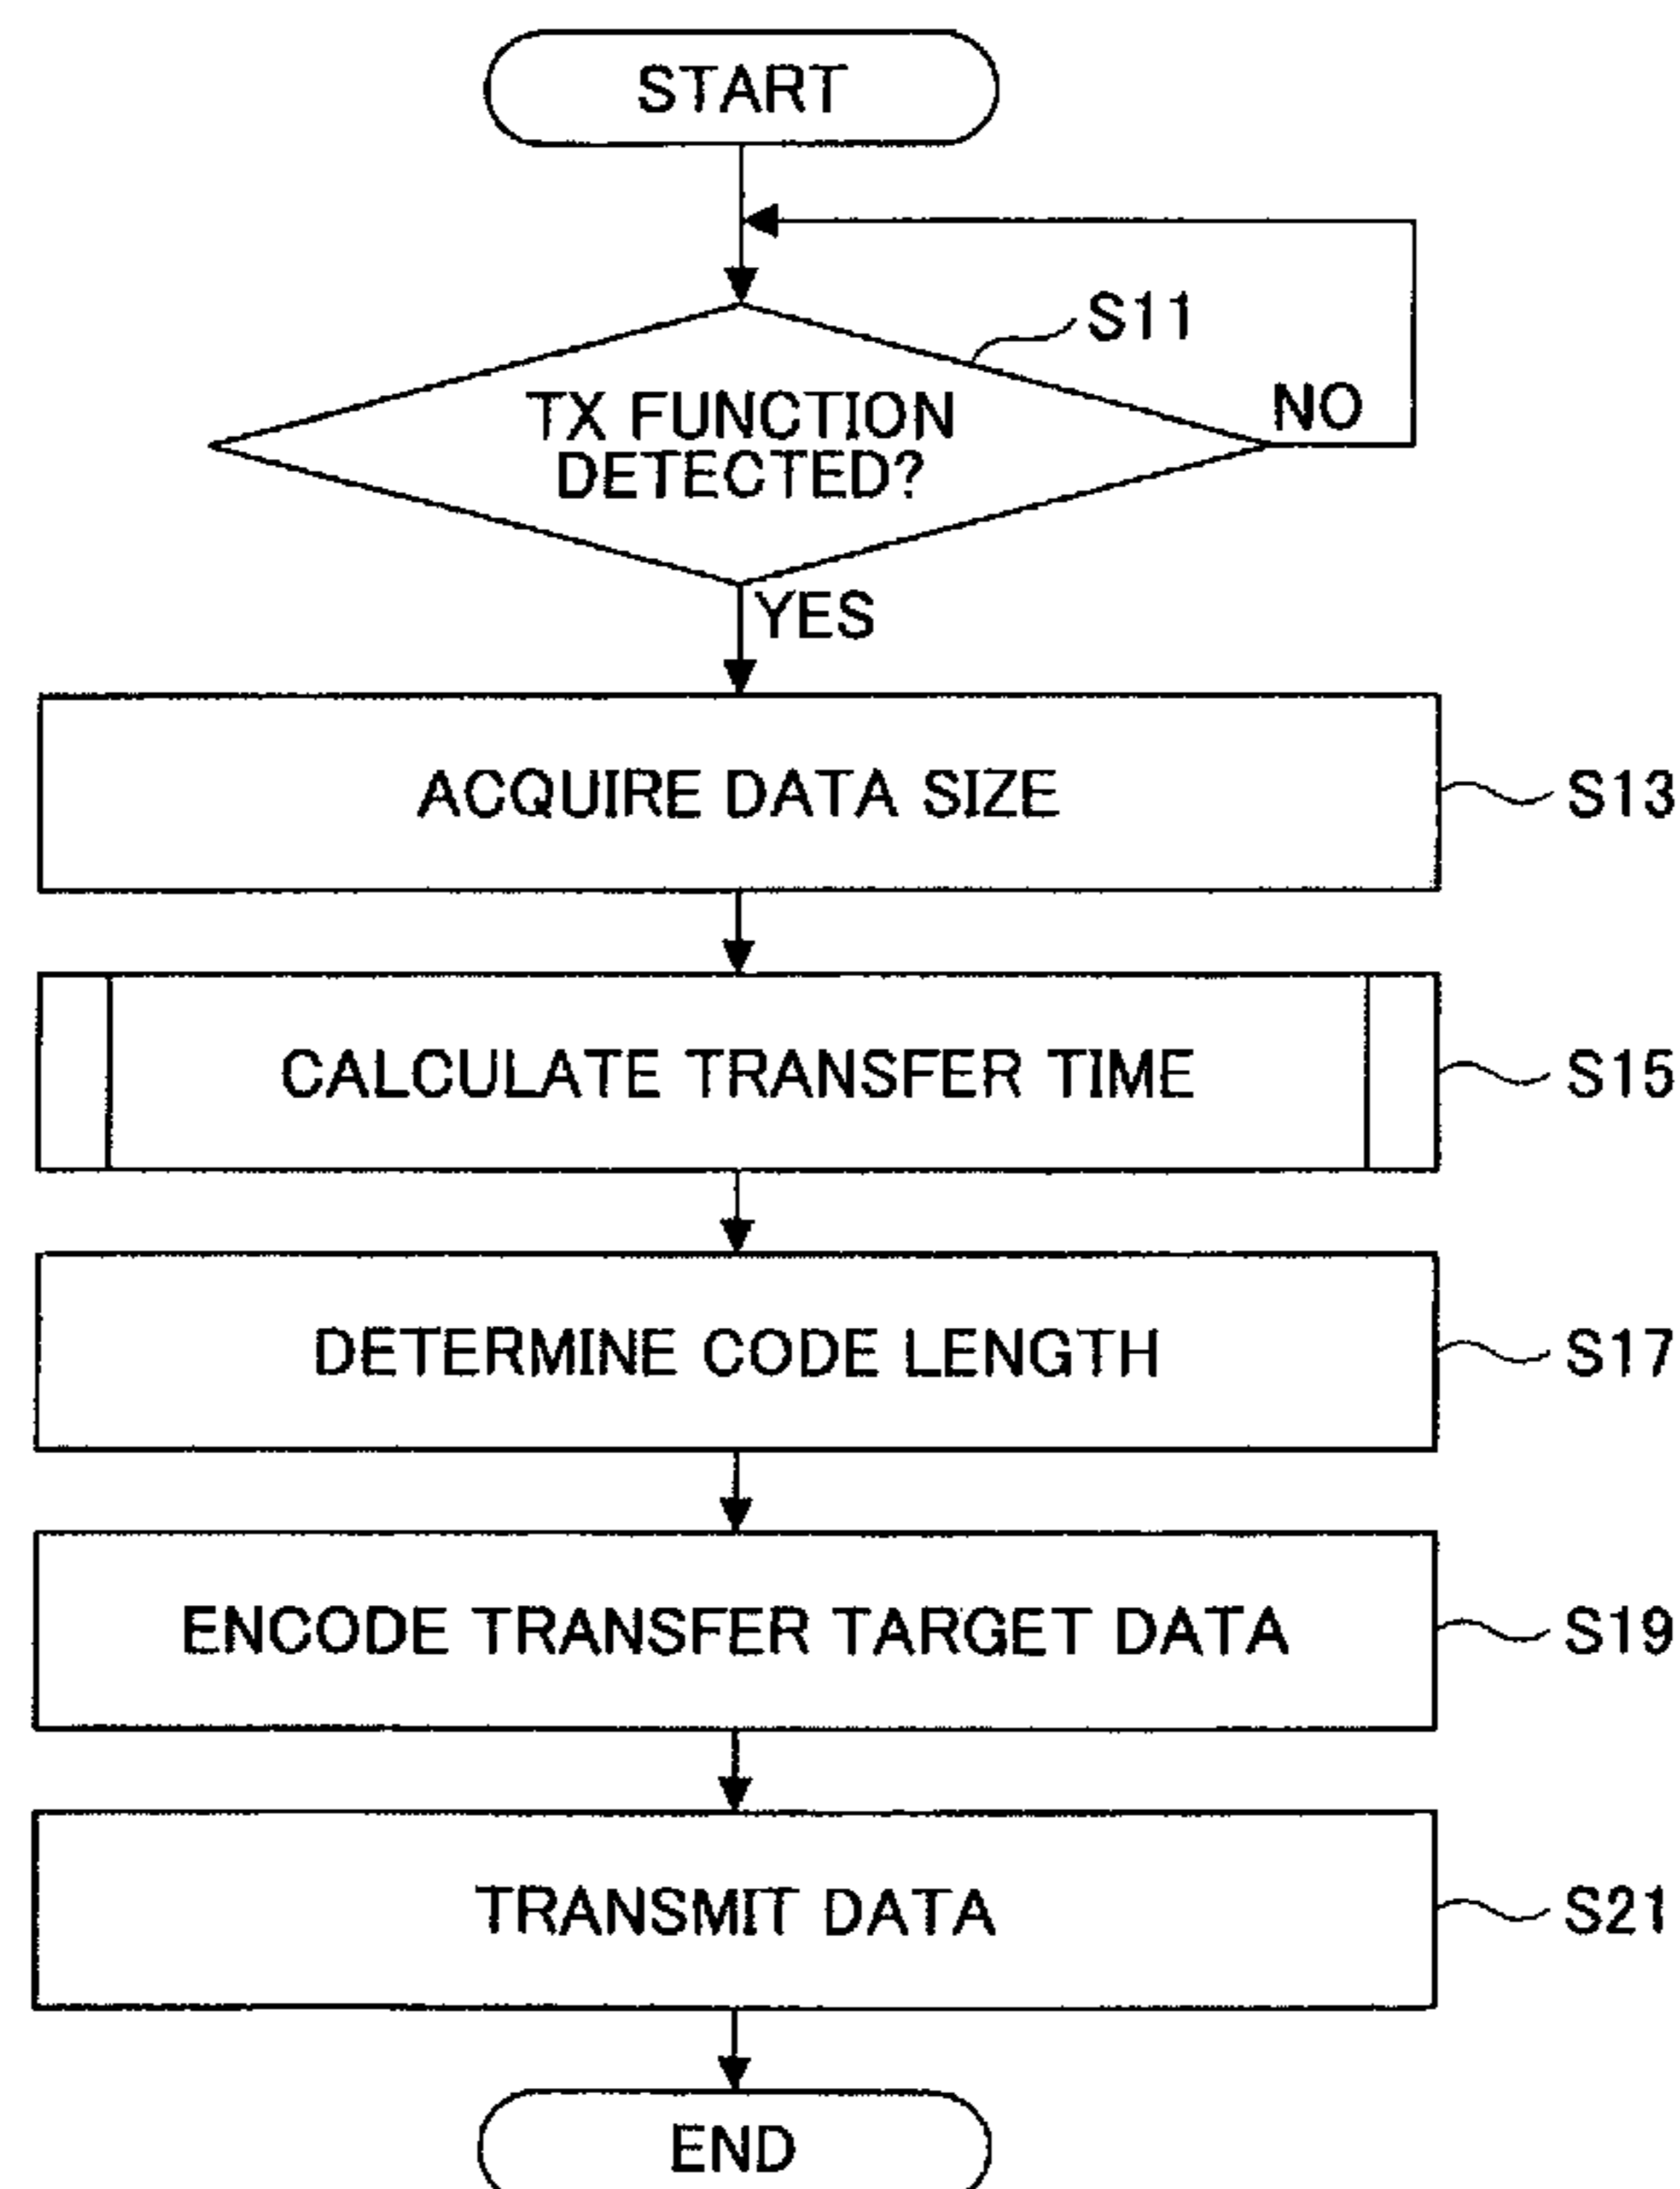 START
S11
TX FUNCTION
DETECTED?
NO
YES
ACQUIRE DATA SIZE
S13
CALCULATE TRANSFER TIME
S15
DETERMINE CODE LENGTH
S17
ENCODE TRANSFER TARGET DATA
S19
TRANSMIT DATA
S21
END